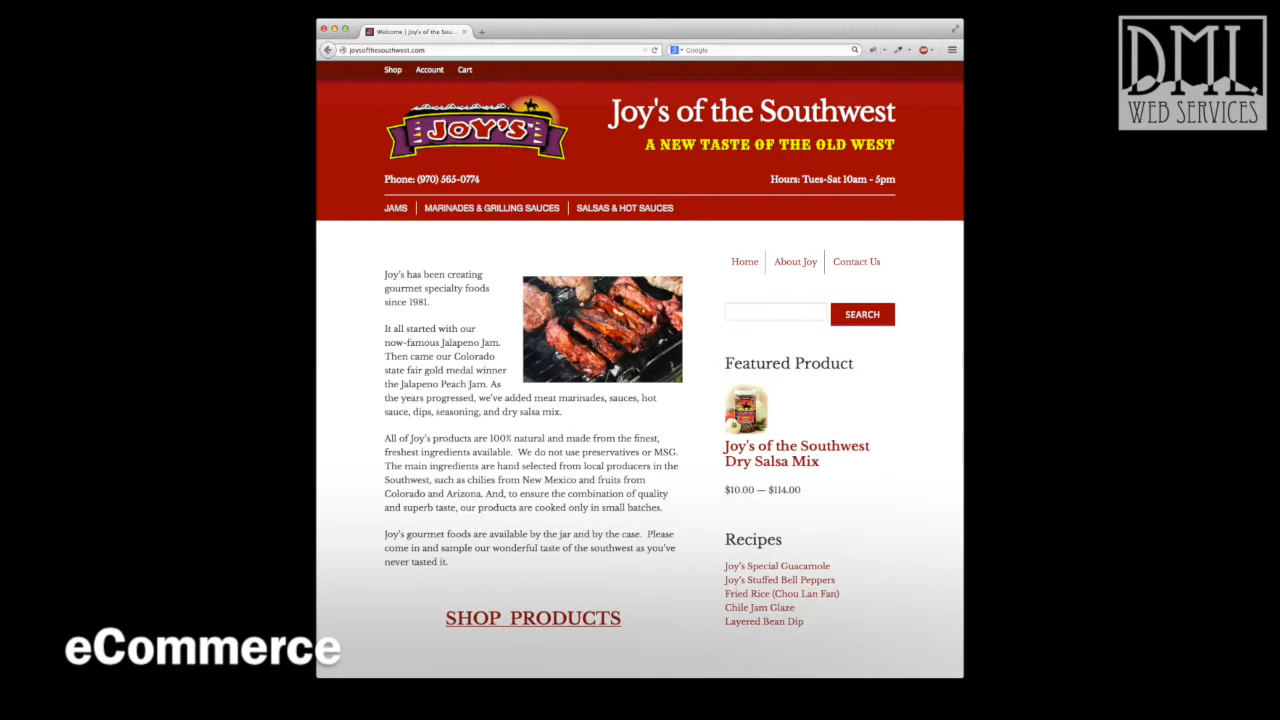 DML
WEB SERVICES
Welcome | Joy's of the Sou...
joysofthesouthwest.com
Google
Shop
Account
Cart
JOY'S
Joy's of the Southwest
A NEW TASTE OF THE OLD WEST
Phone: (970) 565-0774
Hours: Tues-Sat 10am - 5pm
JAMS
MARINADES & GRILLING SAUCES
SALSAS & HOT SAUCES
Joy's has been creating
gourmet specialty foods
since 1981.
It all started with our
now-famous Jalapeno Jam.
Then came our Colorado
state fair gold medal winner
the Jalapeno Peach Jam. As
the years progressed, we've added meat marinades, sauces, hot
sauce, dips, seasoning, and dry salsa mix.
All of Joy's products are 100% natural and made from the finest,
freshest ingredients available. We do not use preservatives or MSG.
The main ingredients are hand selected from local producers in the
Southwest, such as chilies from New Mexico and fruits from
Colorado and Arizona. And, to ensure the combination of quality
and superb taste, our products are cooked only in small batches.
Joy's gourmet foods are available by the jar and by the case. Please
come in and sample our wonderful taste of the southwest as you've
never tasted it.
SHOP PRODUCTS
Home
About Joy
Contact Us
SEARCH
Featured Product
Joy's of the Southwest
Dry Salsa Mix
$10.00 — $114.00
Recipes
Joy's Special Guacamole
Joy's Stuffed Bell Peppers
Fried Rice (Chou Lan Fan)
Chile Jam Glaze
Layered Bean Dip
eCommerce